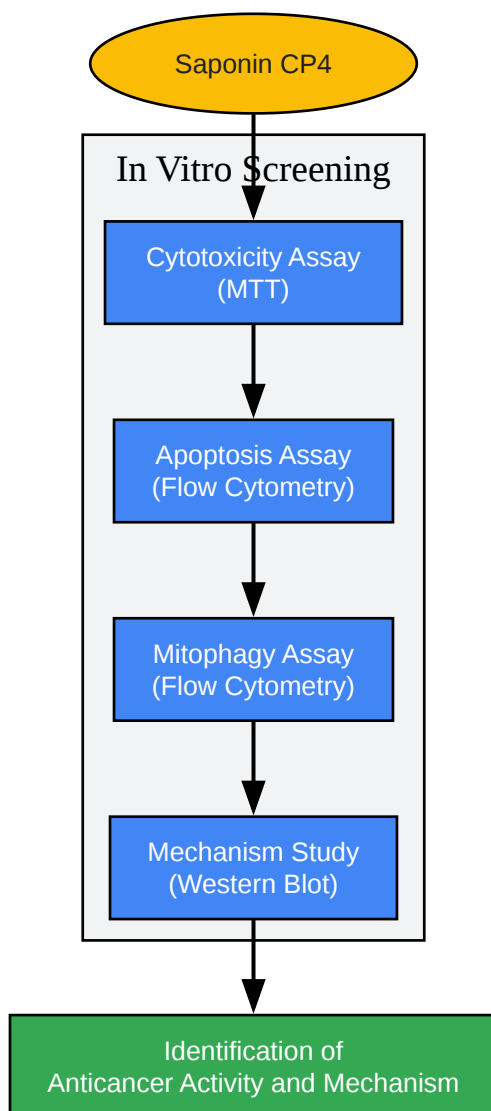 Saponin CP4
In Vitro Screening
Cytotoxicity Assay
(MTT)
Apoptosis Assay
(Flow Cytometry)
Mitophagy Assay
(Flow Cytometry)
Mechanism Study
(Western Blot)
Identification of
Anticancer Activity and Mechanism